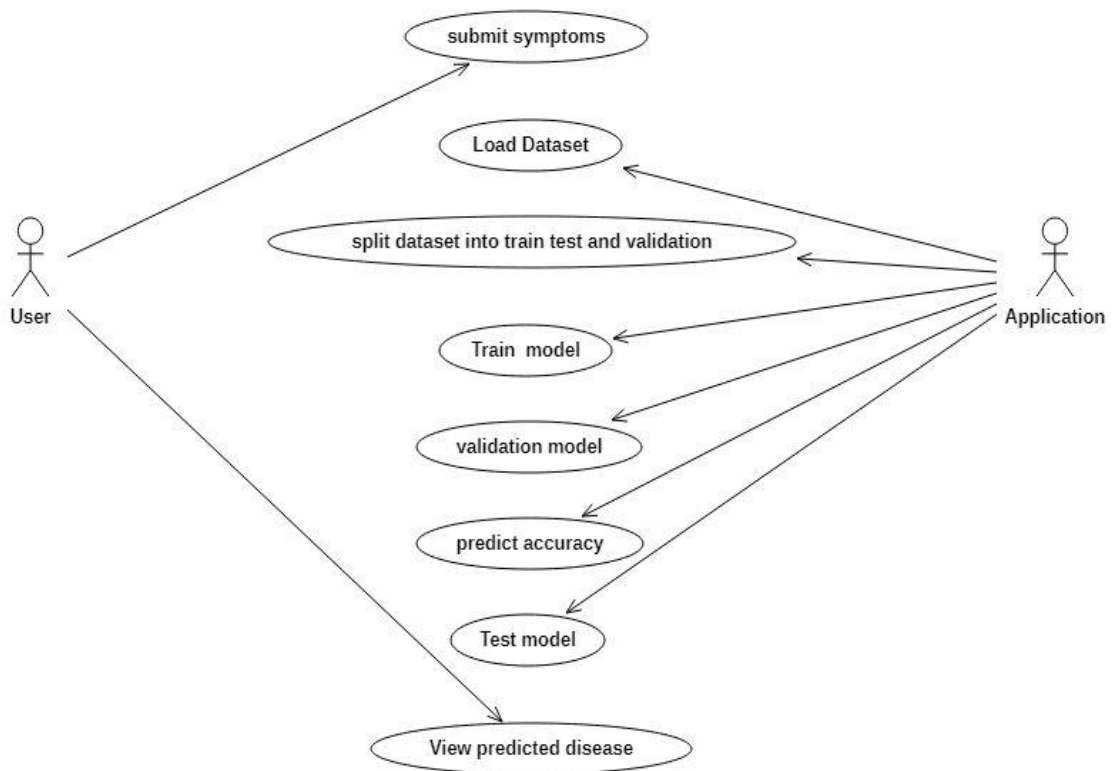 submit symptoms
Load Dataset
split dataset into train test and validation
User
Application
Train model
validation model
predict accuracy
Test model
View predicted disease